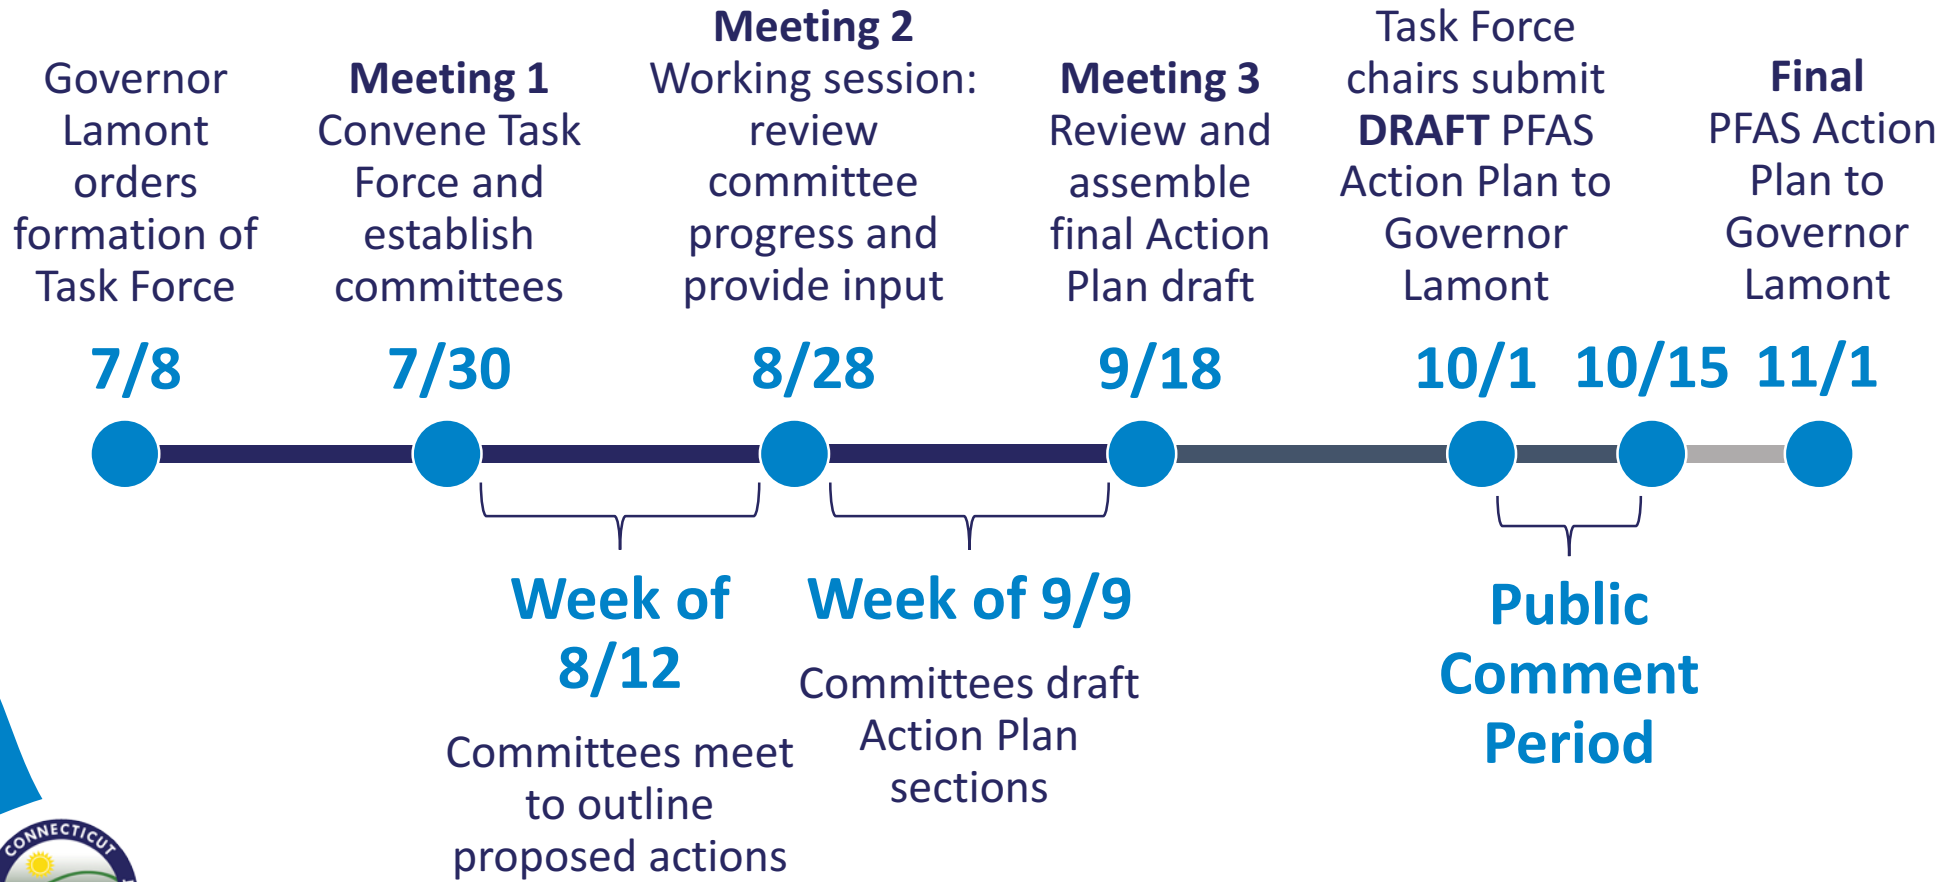 Governor
Lamont
orders
formation of
Task Force
7/8
Meeting 1
Convene Task
Force and
establish
committees
7/30
Meeting 2
Working session:
review
committee
progress and
provide input
8/28
Meeting 3
Review and
assemble
final Action
Plan draft
9/18
Task Force
chairs submit
DRAFT PFAS
Action Plan to
Governor
Lamont
10/1
10/15
Final
PFAS Action
Plan to
Governor
Lamont
11/1
Week of
8/12
Committees meet
to outline
proposed actions
Week of 9/9
Committees draft
Action Plan
sections
Public
Comment
Period
CONNECTICUT